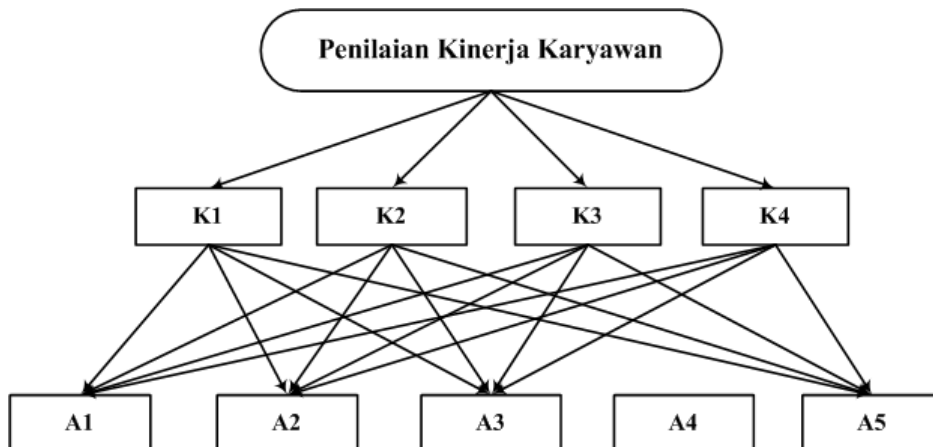 Penilaian Kinerja Karyawan
K1
K2
K3
K4
A1
A2
A3
A4
A5